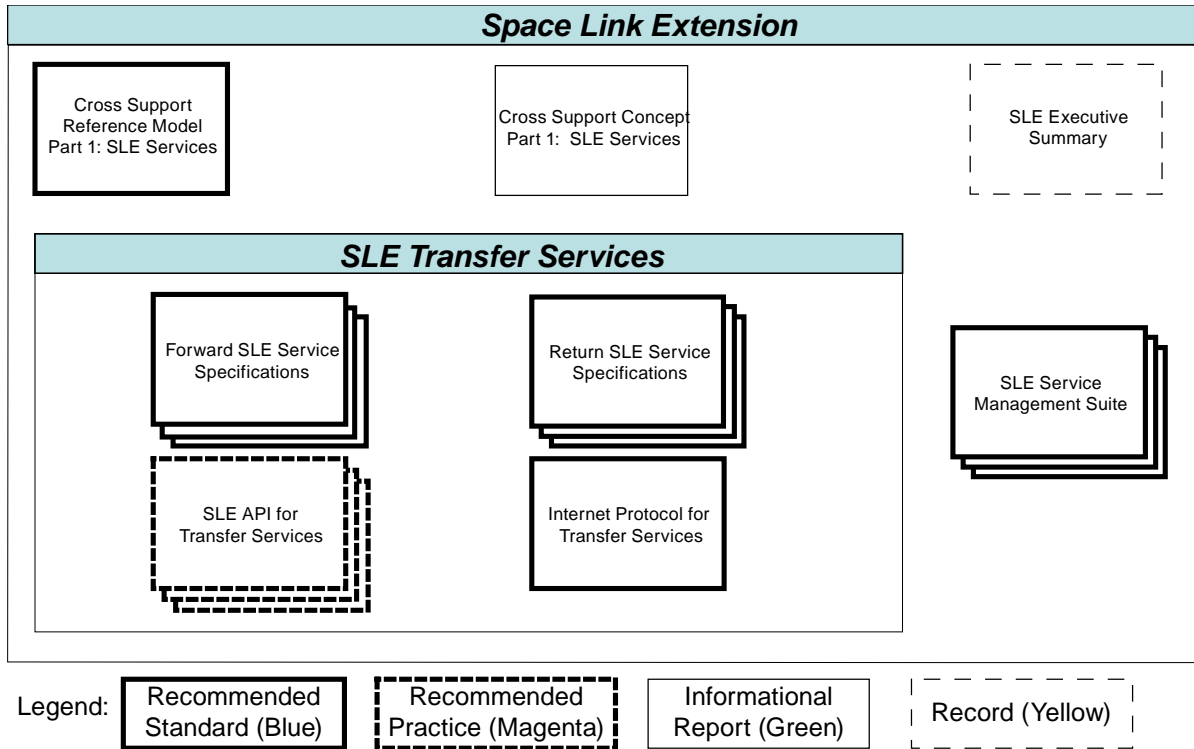 Space Link Extension
Cross Support
Reference Model
Part 1: SLE Services
Cross Support Concept
Part 1: SLE Services
SLE Executive
Summary
SLE Transfer Services
Forward SLE Service
Specifications
Return SLE Service
Specifications
SLE Service
Management Suite
SLE API for
Transfer Services
Internet Protocol for
Transfer Services
Legend:
Recommended
Standard (Blue)
Recommended
Practice (Magenta)
Informational
Report (Green)
Record (Yellow)